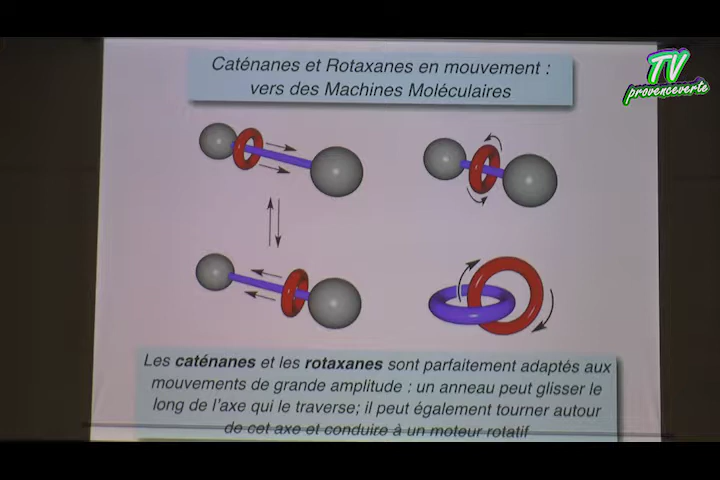 Caténanes et Rotaxanes en mouvement :
vers des Machines Moléculaires
TV
provenceverte
Les caténanes et les rotaxanes sont parfaitement adaptés aux
mouvements de grande amplitude : un anneau peut glisser le
long de l'axe qui le traverse; il peut également tourner autour
de cet axe et conduire à un moteur rotatif